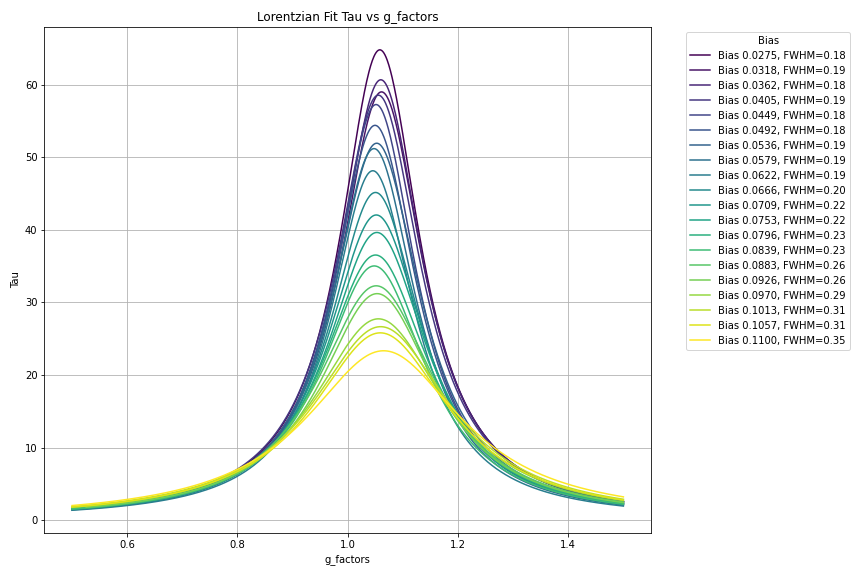 Lorentzian Fit Tau vs g_factors
Tau
60
50
40
30
20
10
0
0.6
0.8
1.0
1.2
1.4
g_factors
Bias
Bias 0.0275, FWHM=0.18
Bias 0.0318, FWHM=0.19
Bias 0.0362, FWHM=0.18
Bias 0.0405, FWHM=0.19
Bias 0.0449, FWHM=0.18
Bias 0.0492, FWHM=0.18
Bias 0.0536, FWHM=0.19
Bias 0.0579, FWHM=0.19
Bias 0.0622, FWHM=0.19
Bias 0.0666, FWHM=0.20
Bias 0.0709, FWHM=0.22
Bias 0.0753, FWHM=0.22
Bias 0.0796, FWHM=0.23
Bias 0.0839, FWHM=0.23
Bias 0.0883, FWHM=0.26
Bias 0.0926, FWHM=0.26
Bias 0.0970, FWHM=0.29
Bias 0.1013, FWHM=0.31
Bias 0.1057, FWHM=0.31
Bias 0.1100, FWHM=0.35